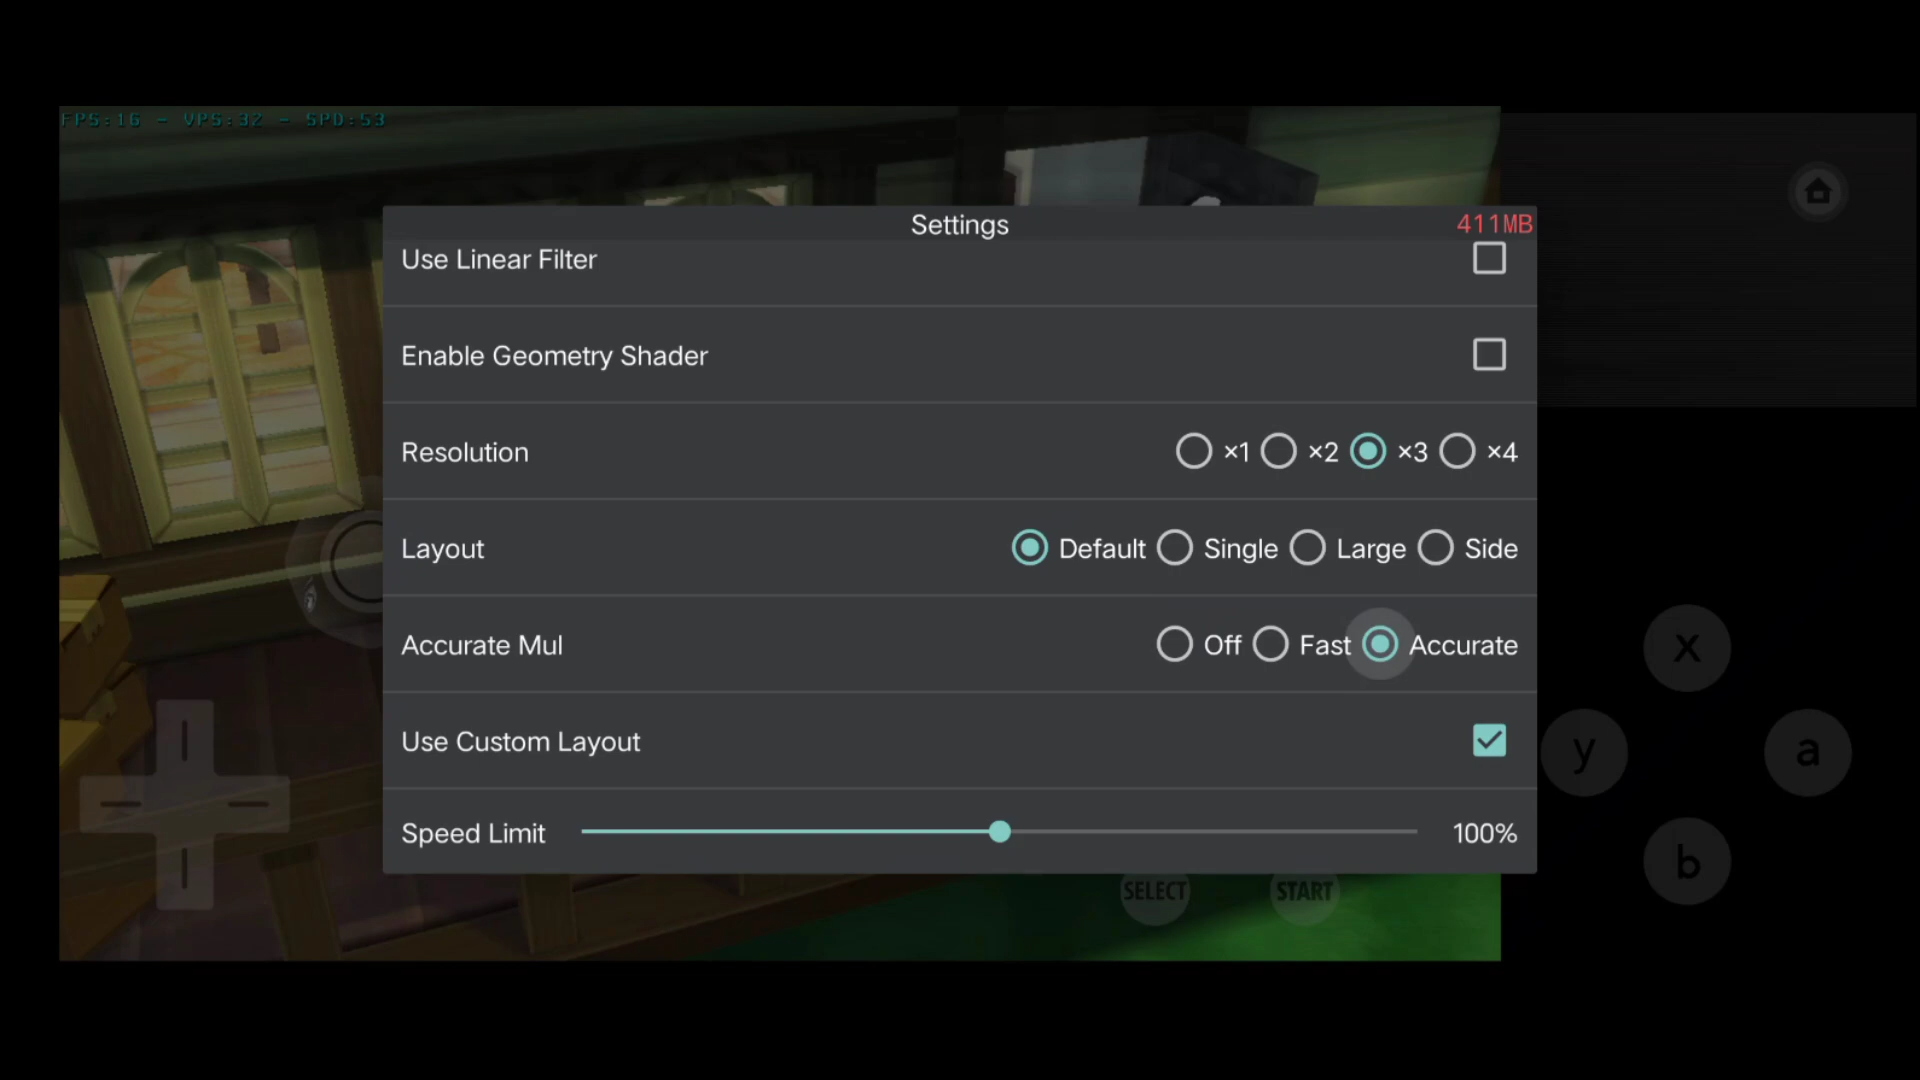 FPS:16 - VPS:32 - SPD:53
Settings
411MB
Use Linear Filter
Enable Geometry Shader
Resolution ×1 ×2 ×3 ×4
Layout Default Single Large Side
Accurate Mul Off Fast Accurate
Use Custom Layout
Speed Limit 100%
x
y
a
b
SELECT START